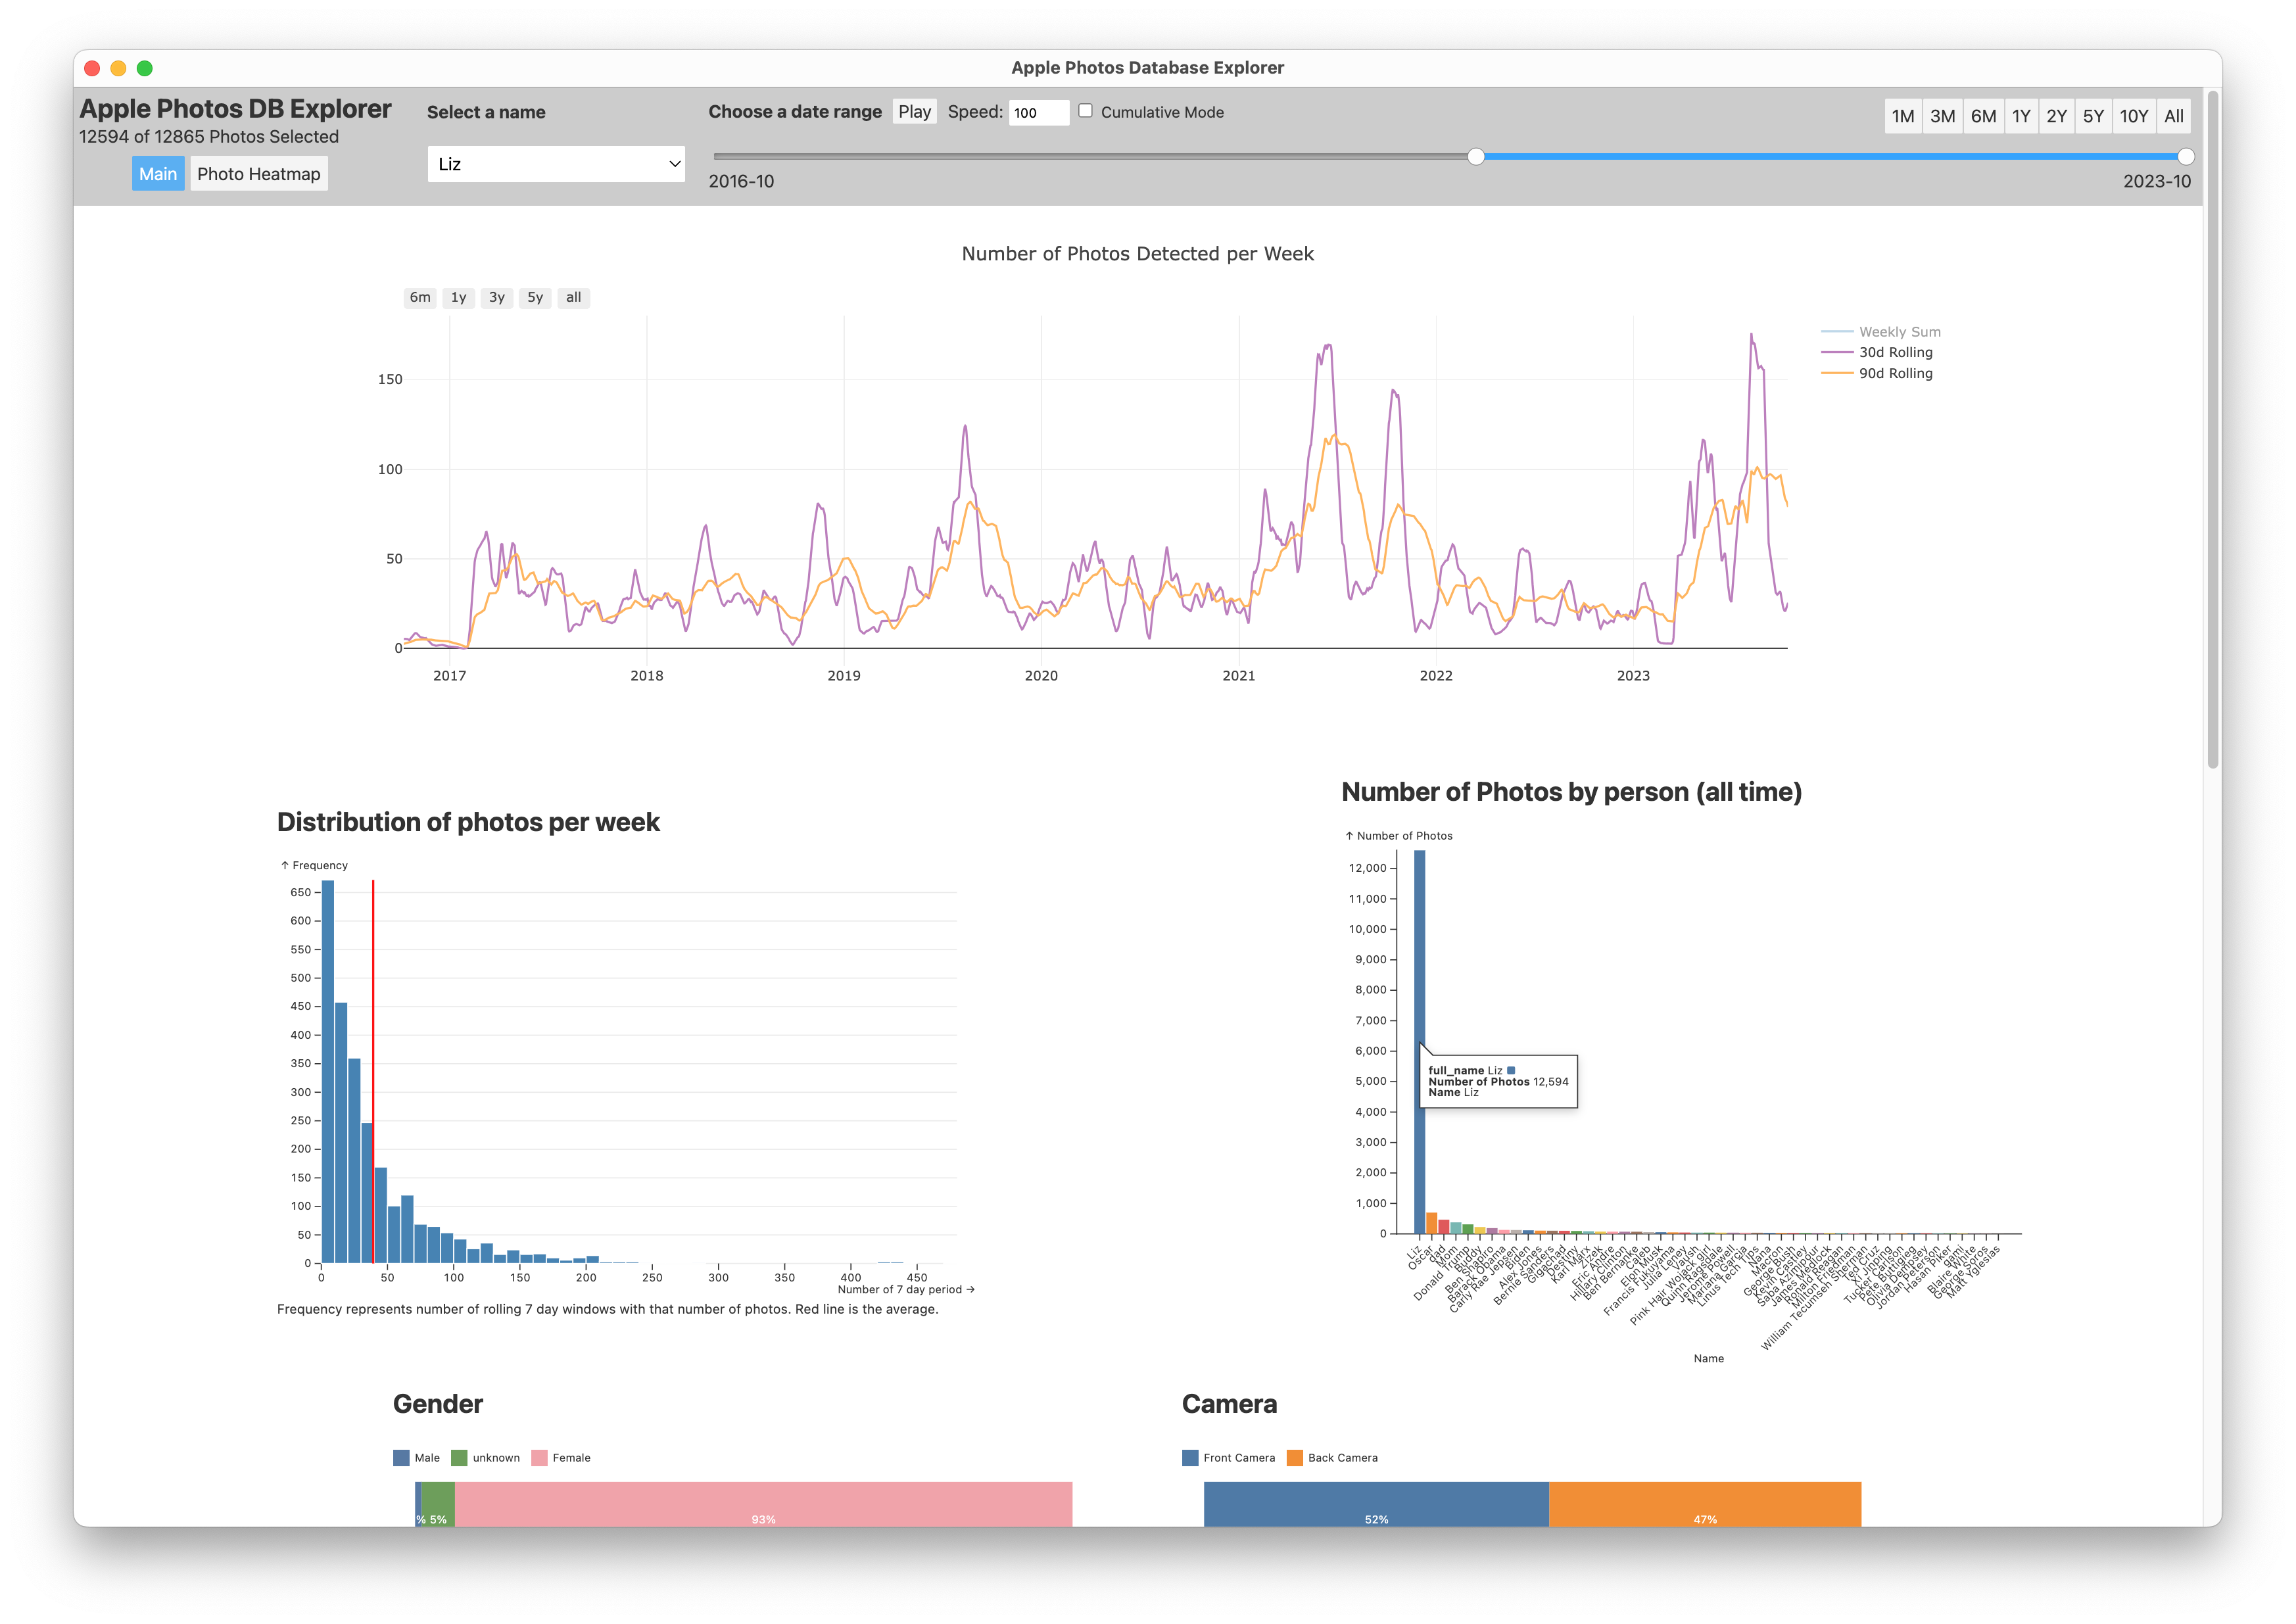 Apple Photos Database Explorer
Apple Photos DB Explorer
12594 of 12865 Photos Selected
Main Photo Heatmap
Select a name
Liz
Choose a date range Play Speed: 100 Cumulative Mode
1M 3M 6M 1Y 2Y 5Y 10Y All
2016-10 2023-10
Number of Photos Detected per Week
6m 1y 3y 5y all
Weekly Sum
30d Rolling
90d Rolling
150
100
50
0
2017 2018 2019 2020 2021 2022 2023
Distribution of photos per week
↑ Frequency
650
600
550
500
450
400
350
300
250
200
150
100
50
0
0 50 100 150 200 250 300 350 400 450
Number of 7 day period →
Frequency represents number of rolling 7 day windows with that number of photos. Red line is the average.
Number of Photos by person (all time)
↑ Number of Photos
12,000
11,000
10,000
9,000
8,000
7,000
6,000
5,000
4,000
3,000
2,000
1,000
0
full_name Liz
Number of Photos 12,594
Name Liz
Liz
Oscar
dad
Mom
Donald Trump
Buddy
Ben Shapiro
Barack Obama
Carly Rae Jepsen
Biden
Alex Jones
Bernie Sanders
Gigachad
Destiny
Karl Marx
Zizek
Eric Andre
Hillary Clinton
Ben Bernanke
Caleb
Elon Musk
Francis Fukuyama
Julia Laney
Vaush
Pink Hair Wojack girl
Quinn Ragsdale
Jerome Powell
Mariana Garcia
Linus Tech Tips
Nana
Macron
George Bush
Kevin Cashley
Saba Azimipour
James Medlock
Ronald Reagan
Milton Friedman
William Tecumseh Sherman
Ted Cruz
Xi Jinping
Tucker Carlson
Pete Buttigieg
Olivia Dempsey
Jordan Peterson
Hasan Piker
Blaire White
George Soros
Matt Yglesias
Name
Gender
Male unknown Female
% 5% 93%
Camera
Front Camera Back Camera
52% 47%